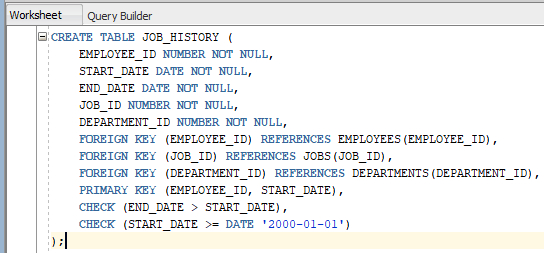 Worksheet Query Builder
CREATE TABLE JOB_HISTORY (
EMPLOYEE_ID NUMBER NOT NULL,
START_DATE DATE NOT NULL,
END_DATE DATE NOT NULL,
JOB_ID NUMBER NOT NULL,
DEPARTMENT_ID NUMBER NOT NULL,
FOREIGN KEY (EMPLOYEE_ID) REFERENCES EMPLOYEES(EMPLOYEE_ID),
FOREIGN KEY (JOB_ID) REFERENCES JOBS(JOB_ID),
FOREIGN KEY (DEPARTMENT_ID) REFERENCES DEPARTMENTS(DEPARTMENT_ID),
PRIMARY KEY (EMPLOYEE_ID, START_DATE),
CHECK (END_DATE > START_DATE),
CHECK (START_DATE >= DATE '2000-01-01')
);